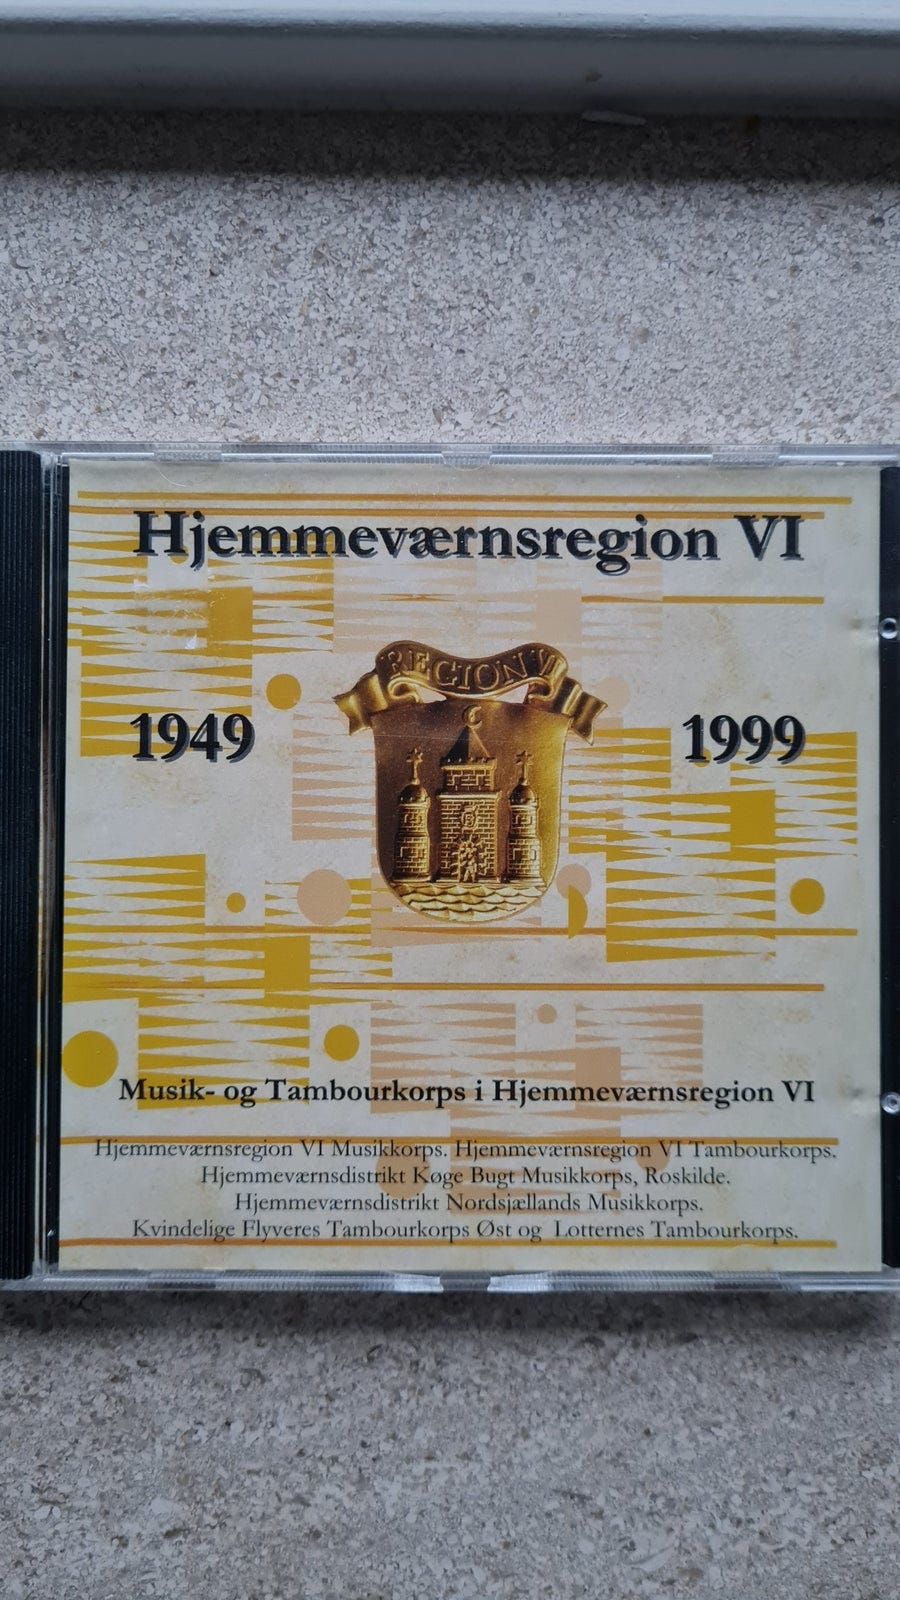 Hjemmeværnsregion VI
REGION VI
1949
1999
Musik- og Tambourkorps i Hjemmeværnsregion VI
Hjemmeværnsregion VI Musikkorps. Hjemmeværnsregion VI Tambourkorps.
Hjemmeværnsdistrikt Køge Bugt Musikkorps, Roskilde.
Hjemmeværnsdistrikt Nordsjællands Musikkorps.
Kvindelige Flyveres Tambourkorps Øst og Lotternes Tambourkorps.